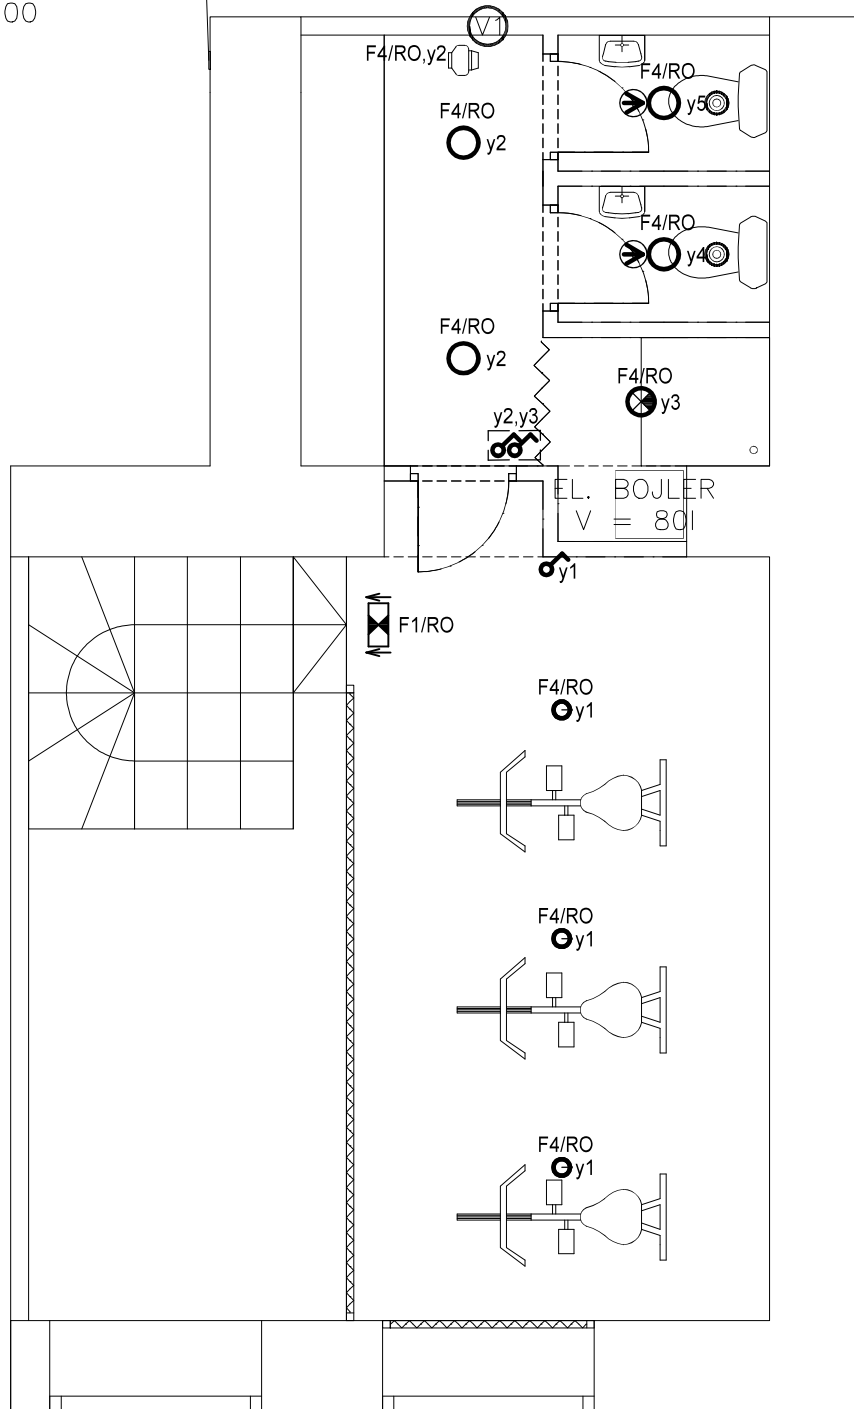 00
V1
F4/RO,y2
F4/RO
y5
F4/RO
y2
F4/RO
y4
F4/RO
y2
F4/RO
y3
y2,y3
EL. BOJLER
V = 80l
y1
F1/RO
F4/RO
y1
F4/RO
y1
F4/RO
y1